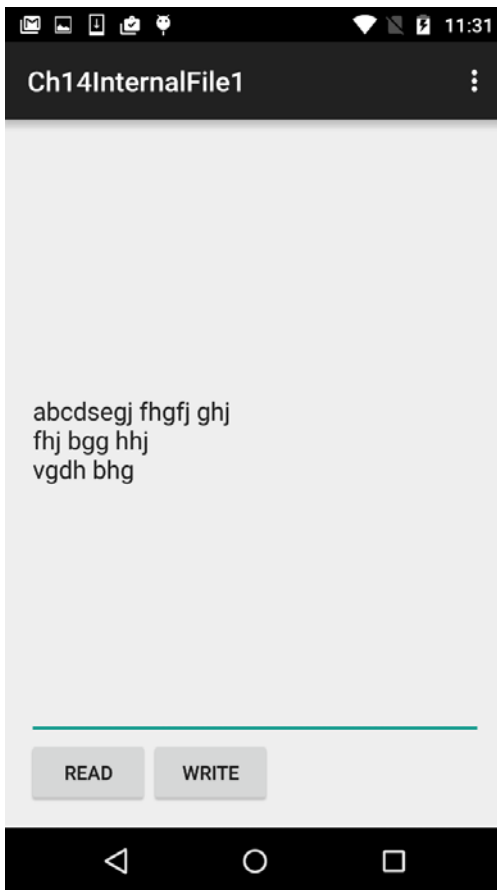 11:31
Ch14InternalFile1
abcdsegj fhgfj ghj
fhj bgg hhj
vgdh bhg
READ WRITE